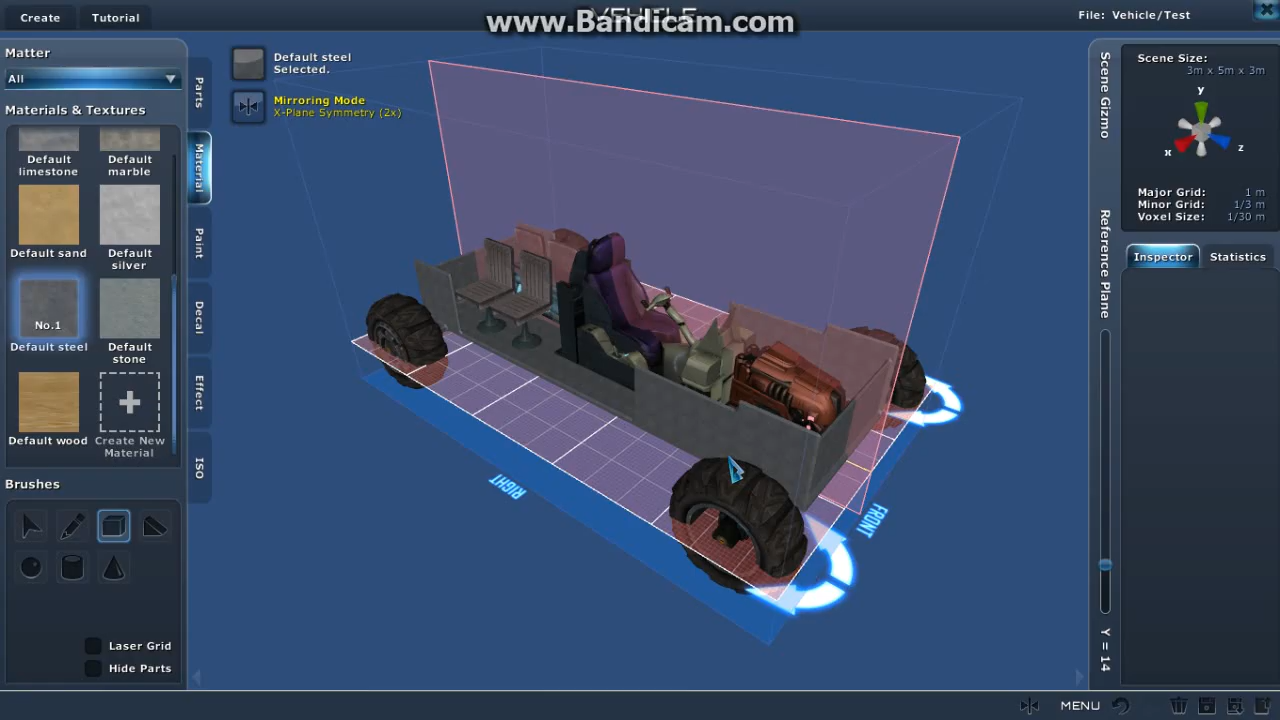 Create
Tutorial
VEHICLE
www.Bandicam.com
File: Vehicle/Test
Matter
All
Materials & Textures
Default limestone
Default marble
Default sand
Default silver
No.1
Default steel
Default stone
Default wood
Create New Material
Brushes
Laser Grid
Hide Parts
Parts
Material
Paint
Decal
Effect
ISO
Default steel
Selected.
Mirroring Mode
X-Plane Symmetry (2x)
RIGHT
FRONT
Scene Gizmo
Reference Plane
Y = 14
Scene Size:
3m x 5m x 3m
y
x
z
Major Grid: 1 m
Minor Grid: 1/3 m
Voxel Size: 1/30 m
Inspector
Statistics
MENU